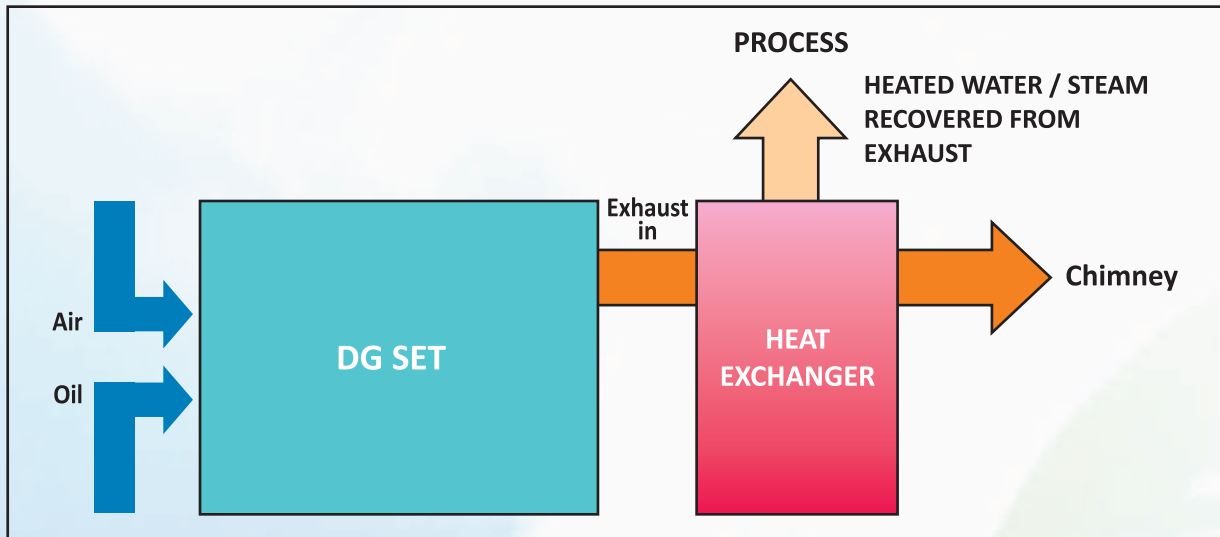 PROCESS
HEATED WATER / STEAM
RECOVERED FROM
EXHAUST
Exhaust
in
Air
Oil
DG SET
HEAT
EXCHANGER
Chimney